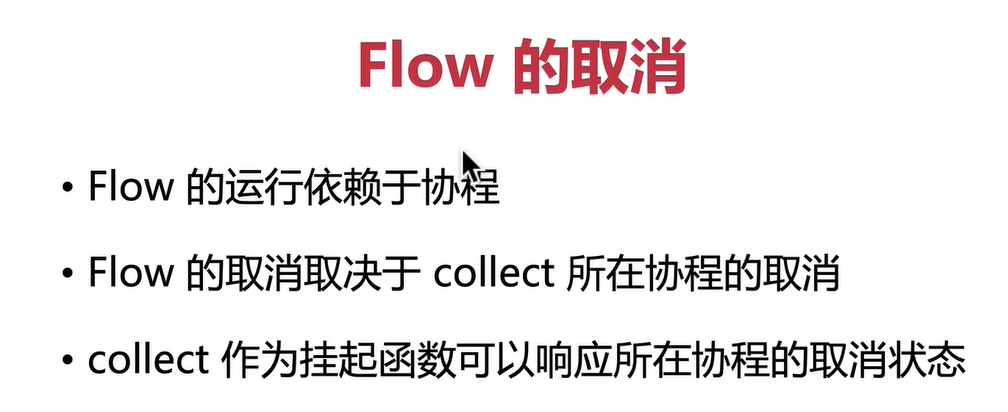 Flow 的取消
• Flow 的运行依赖于协程
• Flow 的取消取决于 collect 所在协程的取消
• collect 作为挂起函数可以响应所在协程的取消状态